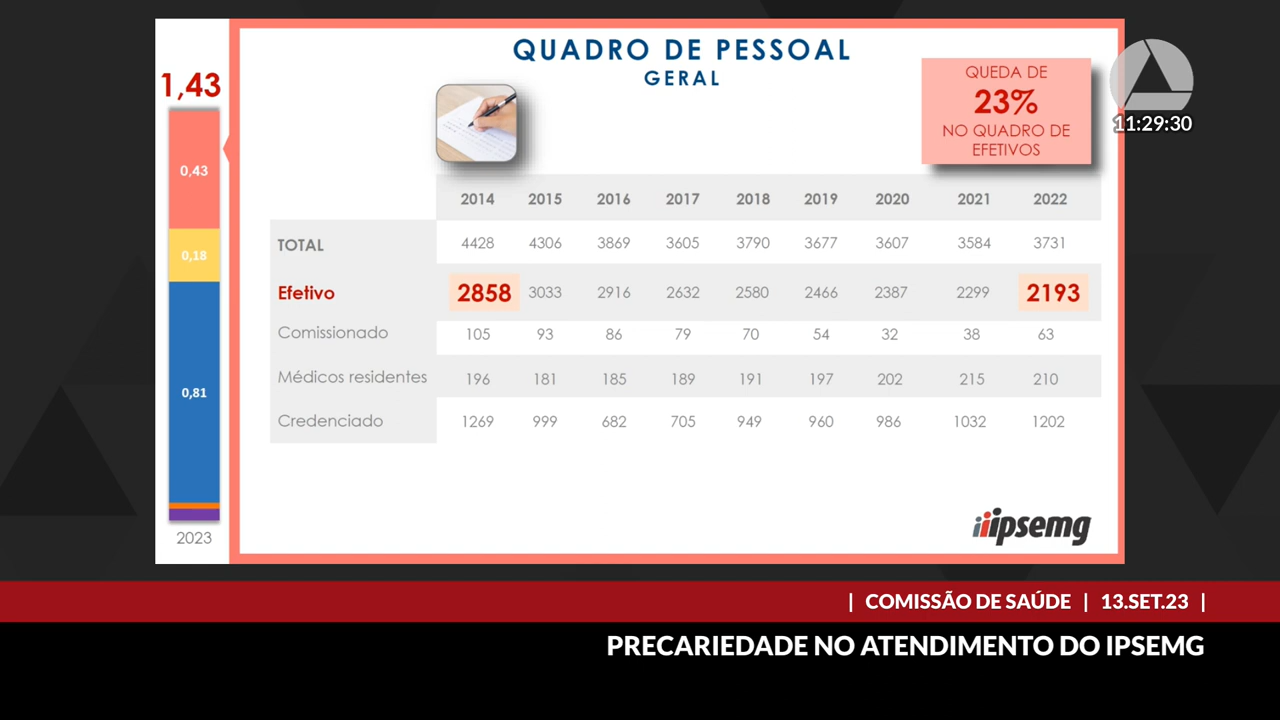 QUADRO DE PESSOAL
GERAL
1,43
QUEDA DE
23%
NO QUADRO DE
EFETIVOS
11:29:30
0,43
0,18
0,81
2023
2014 2015 2016 2017 2018 2019 2020 2021 2022
TOTAL 4428 4306 3869 3605 3790 3677 3607 3584 3731
Efetivo 2858 3033 2916 2632 2580 2466 2387 2299 2193
Comissionado 105 93 86 79 70 54 32 38 63
Médicos residentes 196 181 185 189 191 197 202 215 210
Credenciado 1269 999 682 705 949 960 986 1032 1202
ipsemg
| COMISSÃO DE SAÚDE | 13.SET.23 |
PRECARIEDADE NO ATENDIMENTO DO IPSEMG